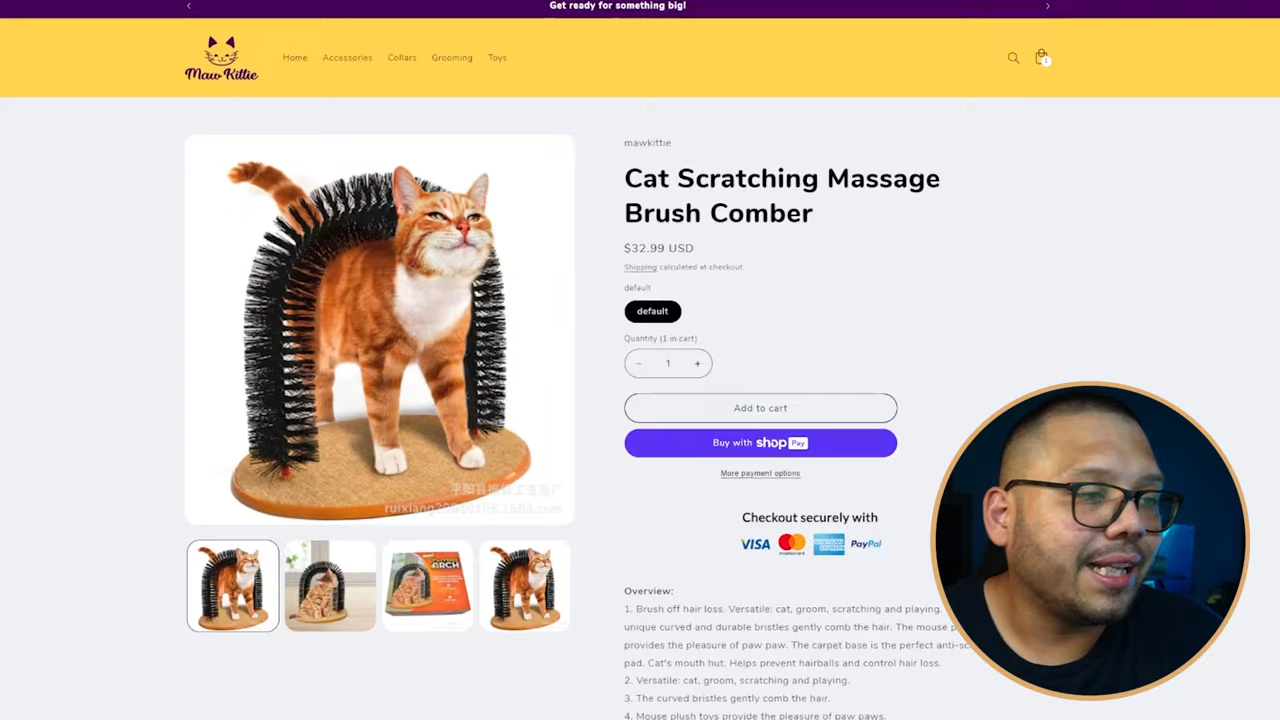 Get ready for something big!
Maw Kittie
Home Accessories Collars Grooming Toys
1
mawkittie
Cat Scratching Massage
Brush Comber
$32.99 USD
Shipping calculated at checkout
default
default
Quantity (1 in cart)
− 1 +
Add to cart
Buy with shop Pay
More payment options
Checkout securely with
VISA mastercard AMERICAN EXPRESS PayPal
ARCH
Overview:
1. Brush off hair loss. Versatile: cat, groom, scratching and playing.
unique curved and durable bristles gently comb the hair. The mouse p
provides the pleasure of paw paw. The carpet base is the perfect anti-sc
pad. Cat's mouth hut. Helps prevent hairballs and control hair loss.
2. Versatile: cat, groom, scratching and playing.
3. The curved bristles gently comb the hair.
4. Mouse plush toys provide the pleasure of paw paws.